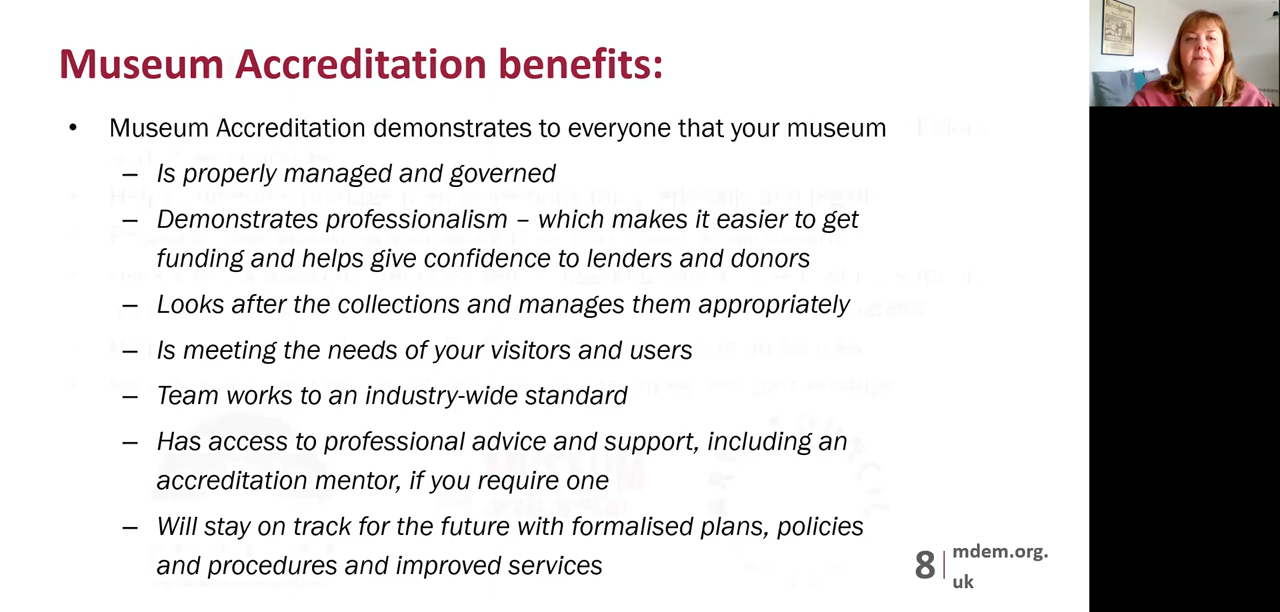 Museum Accreditation benefits:
• Museum Accreditation demonstrates to everyone that your museum
– Is properly managed and governed
– Demonstrates professionalism – which makes it easier to get
funding and helps give confidence to lenders and donors
– Looks after the collections and manages them appropriately
– Is meeting the needs of your visitors and users
– Team works to an industry-wide standard
– Has access to professional advice and support, including an
accreditation mentor, if you require one
– Will stay on track for the future with formalised plans, policies
and procedures and improved services
8
mdem.org.
uk